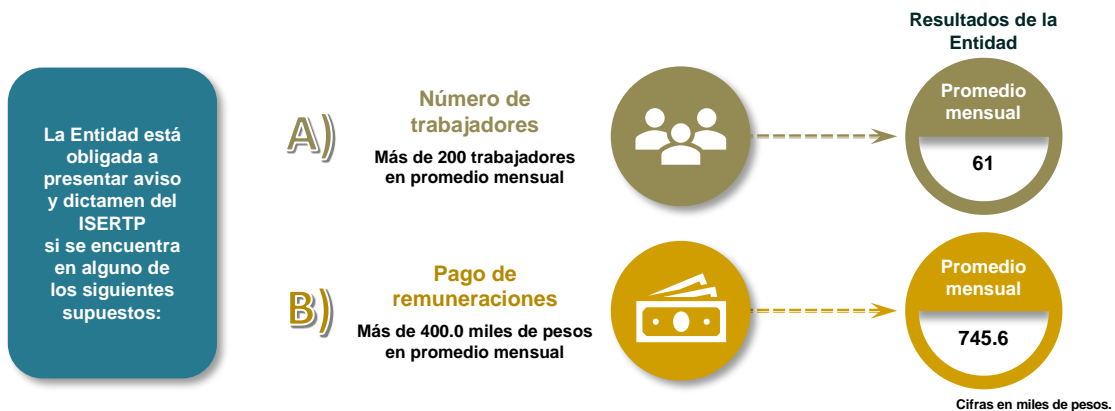 La Entidad está
obligada a
presentar aviso
y dictamen del
ISERTP
si se encuentra
en alguno de
los siguientes
supuestos:
A)
Número de
trabajadores
Más de 200 trabajadores
en promedio mensual
Resultados de la
Entidad
Promedio
mensual
61
B)
Pago de
remuneraciones
Más de 400.0 miles de pesos
en promedio mensual
Promedio
mensual
745.6
Cifras en miles de pesos.